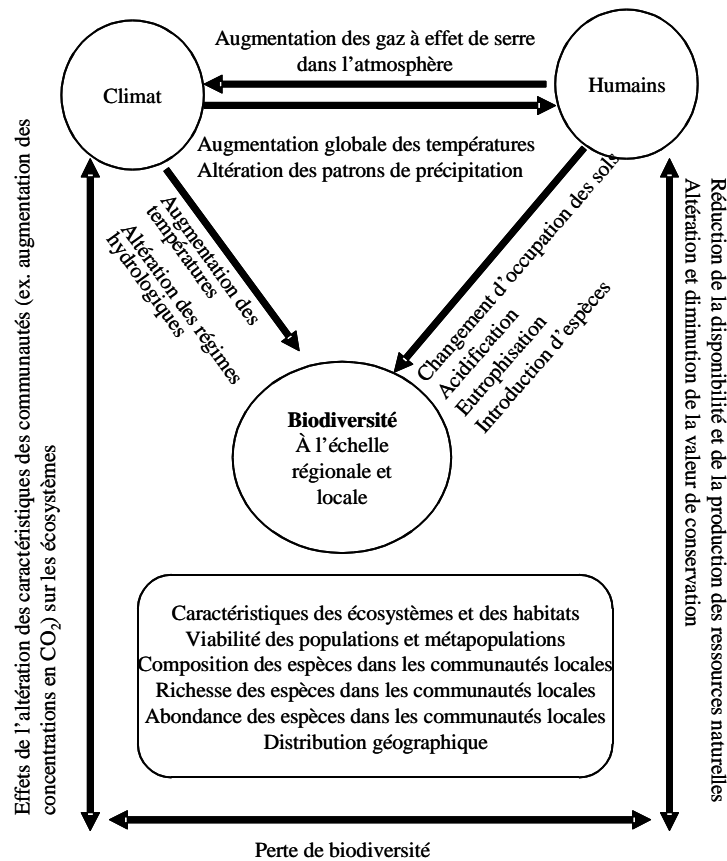 Augmentation des gaz à effet de serre
dans l'atmosphère
Climat
Humains
Augmentation globale des températures
Altération des patrons de précipitation
Augmentation des
températures
Altération des régimes
hydrologiques
Changement d'occupation des sols
Acidification
Eutrophisation
Introduction d'espèces
Biodiversité
À l'échelle
régionale et
locale
Caractéristiques des écosystèmes et des habitats
Viabilité des populations et métapopulations
Composition des espèces dans les communautés locales
Richesse des espèces dans les communautés locales
Abondance des espèces dans les communautés locales
Distribution géographique
Effets de l'altération des caractéristiques des communautés (ex. augmentation des
concentrations en CO₂) sur les écosystèmes
Réduction de la disponibilité et de la production des ressources naturelles
Altération et diminution de la valeur de conservation
Perte de biodiversité